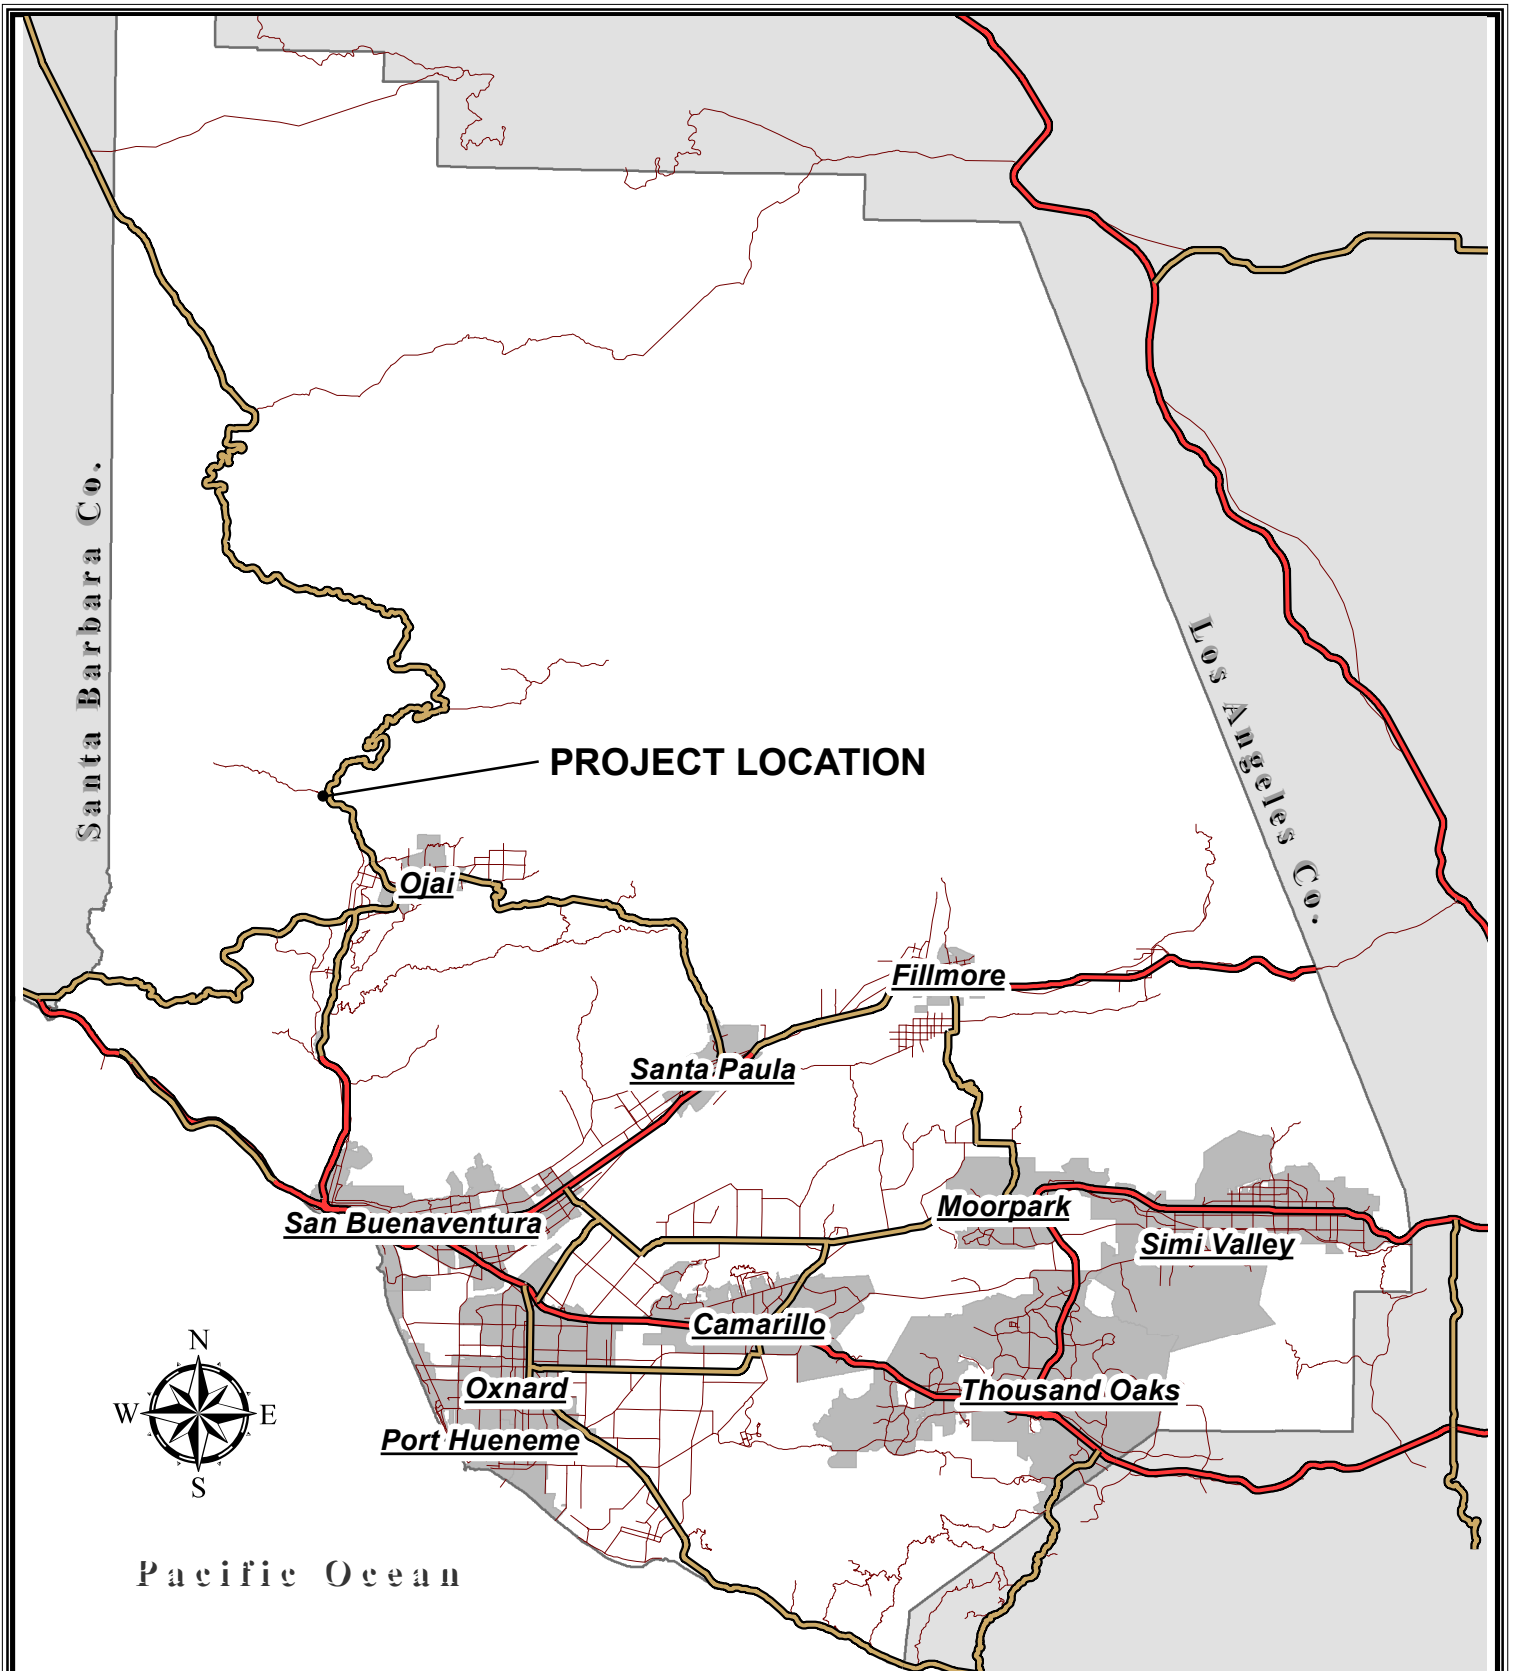 Santa Barbara Co.
Los Angeles Co.
PROJECT LOCATION
Ojai
Fillmore
Santa Paula
Moorpark
San Buenaventura
Simi Valley
Camarillo
N
W E
S
Oxnard
Thousand Oaks
Port Hueneme
Pacific Ocean